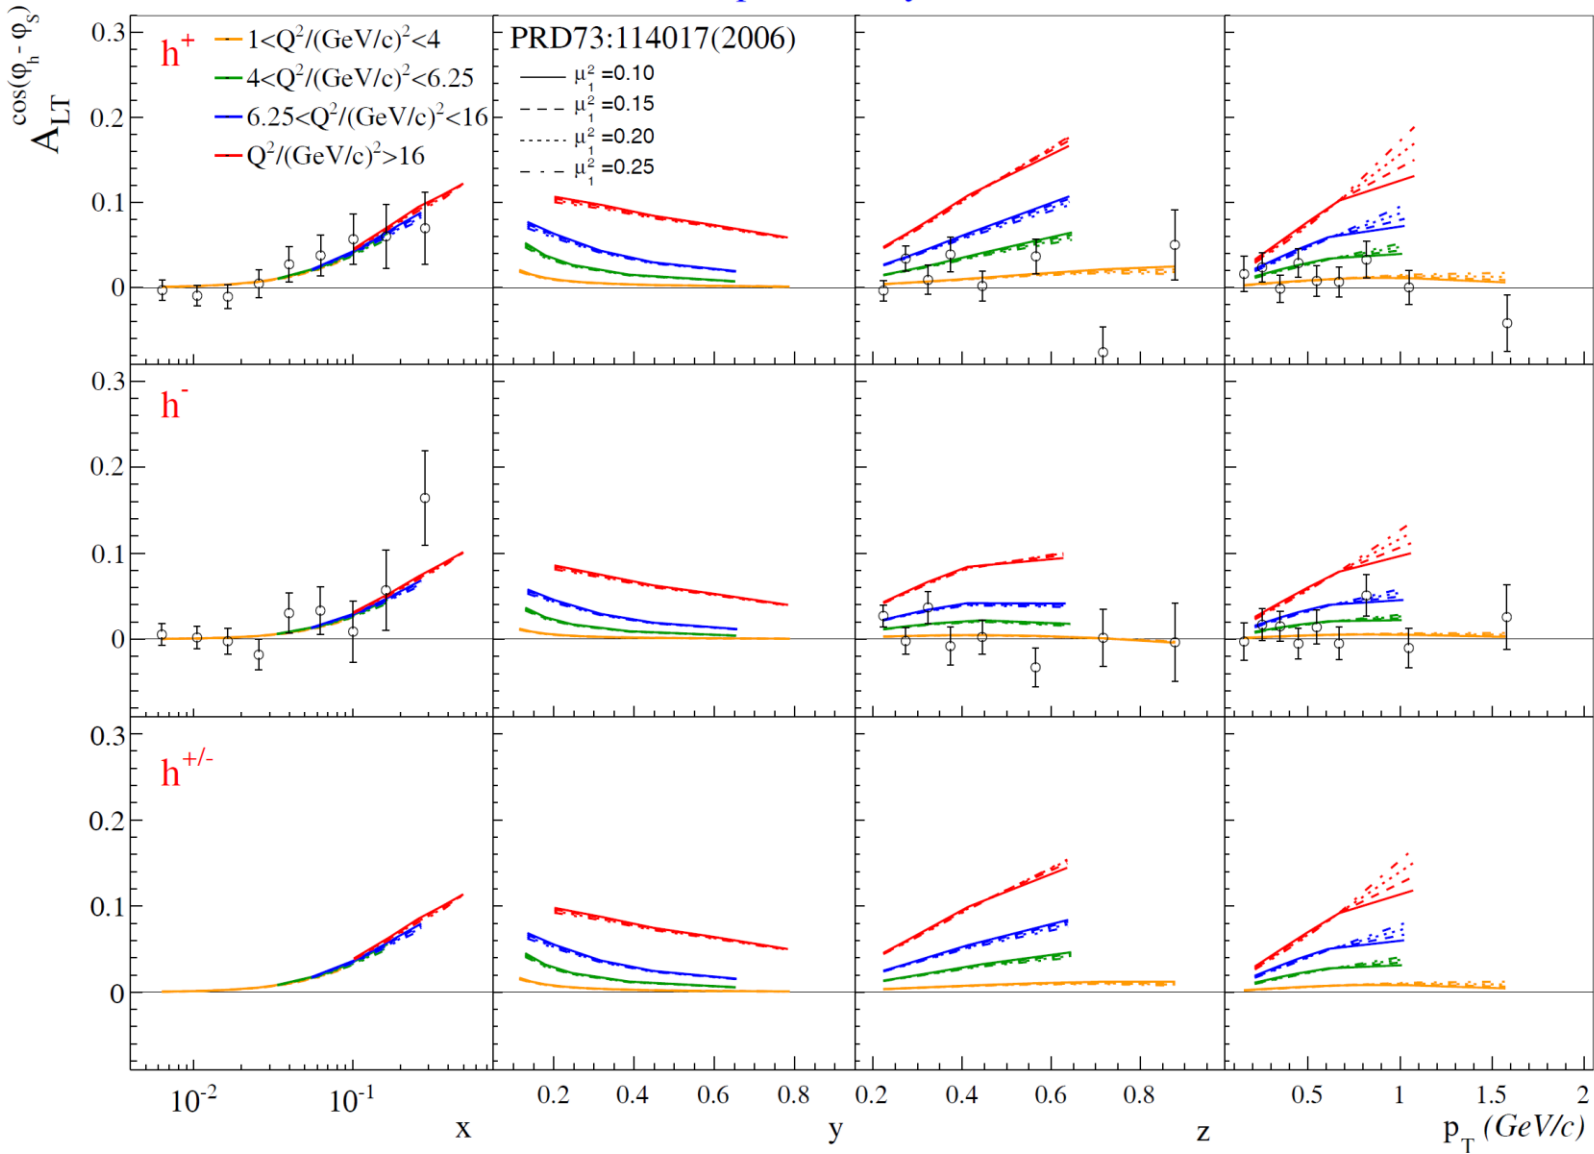 A_LT^cos(φ_h - φ_S)
h⁺
1<Q²/(GeV/c)²<4
4<Q²/(GeV/c)²<6.25
6.25<Q²/(GeV/c)²<16
Q²/(GeV/c)²>16
PRD73:114017(2006)
μ₁²=0.10
μ₁²=0.15
μ₁²=0.20
μ₁²=0.25
0.3
0.2
0.1
0
h⁻
0.3
0.2
0.1
0
h⁺/⁻
0.3
0.2
0.1
0
10⁻² 10⁻¹ 0.2 0.4 0.6 0.8 0.2 0.4 0.6 0.8 0.5 1 1.5 2
x y z p_T (GeV/c)